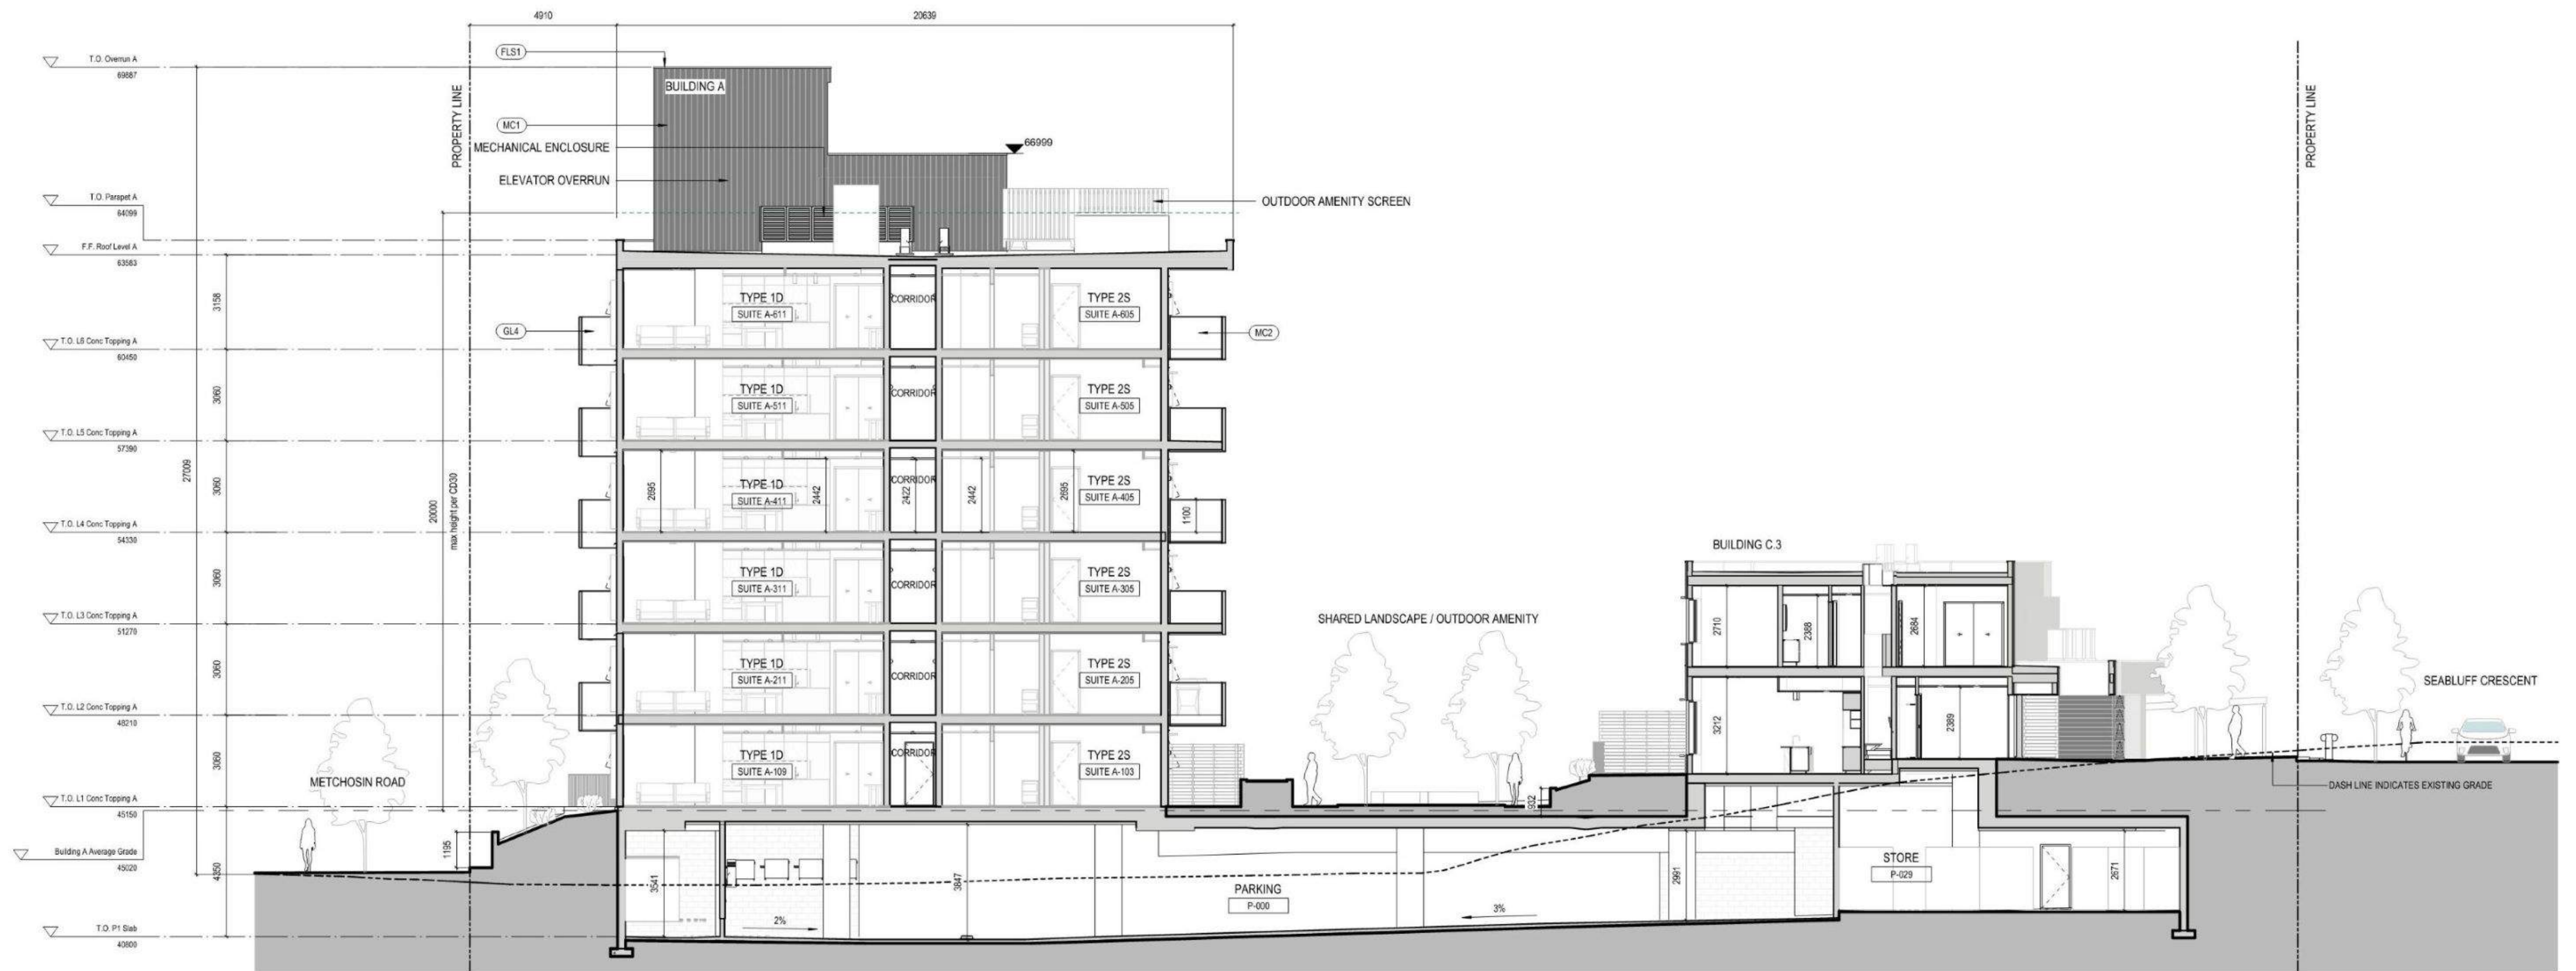 4910
20639
T.O. Overrun A
69887
FLS1
BUILDING A
PROPERTY LINE
MC1
MECHANICAL ENCLOSURE
ELEVATOR OVERRUN
66999
OUTDOOR AMENITY SCREEN
PROPERTY LINE
T.O. Parapet A
64099
F.F. Roof Level A
63583
3158
TYPE 1D
SUITE A-611
CORRIDOR
TYPE 2S
SUITE A-605
GL4
MC2
T.O. L6 Conc Topping A
60450
3060
TYPE 1D
SUITE A-511
CORRIDOR
TYPE 2S
SUITE A-505
T.O. L5 Conc Topping A
57390
27009
20000
max height per CD30
3060
2695
TYPE 1D
SUITE A-411
2442
CORRIDOR
2422
2442
2695
TYPE 2S
SUITE A-405
1100
T.O. L4 Conc Topping A
54330
3060
TYPE 1D
SUITE A-311
CORRIDOR
TYPE 2S
SUITE A-305
BUILDING C.3
T.O. L3 Conc Topping A
51270
SHARED LANDSCAPE / OUTDOOR AMENITY
2710
2388
2684
3060
TYPE 1D
SUITE A-211
CORRIDOR
TYPE 2S
SUITE A-205
SEABLUFF CRESCENT
T.O. L2 Conc Topping A
48210
3212
2389
3060
TYPE 1D
SUITE A-109
CORRIDOR
TYPE 2S
SUITE A-103
METCHOSIN ROAD
DASH LINE INDICATES EXISTING GRADE
T.O. L1 Conc Topping A
45150
932
1195
Building A Average Grade
45020
4350
3541
3847
2991
STORE
P-029
2671
PARKING
P-000
2%
3%
T.O. P1 Slab
40800